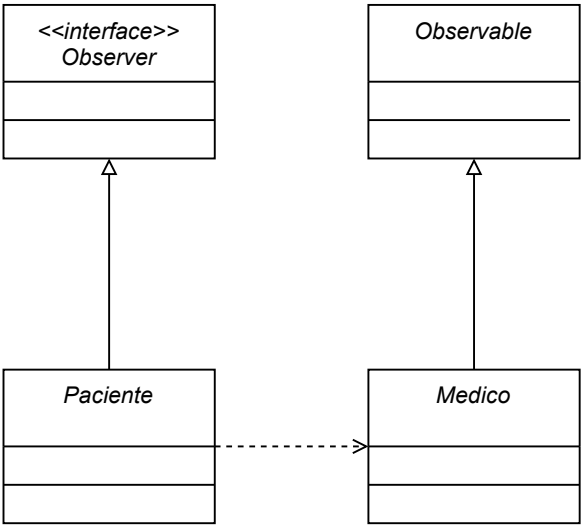 <<interface>>
Observer
Observable
Paciente
Medico